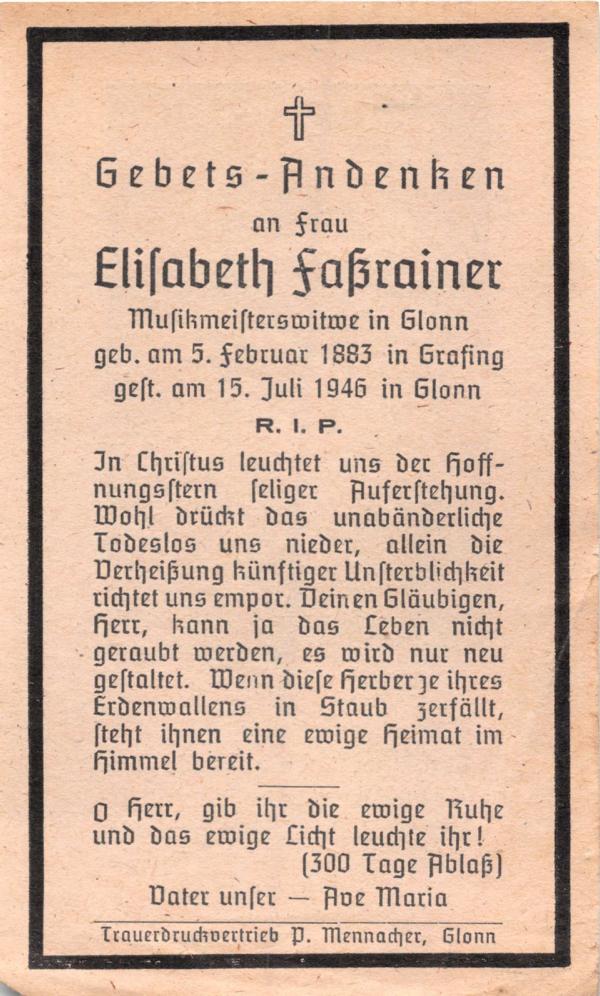 Gebets-Andenken
an Frau
Eliſabeth Faßrainer
Muſikmeiſterswitwe in Glonn
geb. am 5. Februar 1883 in Grafing
geſt. am 15. Juli 1946 in Glonn
R. I. P.
In Chriſtus leuchtet uns der Hoff-
nungsſtern ſeliger Auferſtehung.
Wohl drückt das unabänderliche
Todeslos uns nieder, allein die
Verheißung künftiger Unſterblichkeit
richtet uns empor. Deinen Gläubigen,
Herr, kann ja das Leben nicht
geraubt werden, es wird nur neu
geſtaltet. Wenn dieſe Herberge ihres
Erdenwallens in Staub zerfällt,
ſteht ihnen eine ewige Heimat im
Himmel bereit.
O Herr, gib ihr die ewige Ruhe
und das ewige Licht leuchte ihr!
(300 Tage Ablaß)
Vater unſer — Ave Maria
Trauerdruckvertrieb P. Mennacher, Glonn